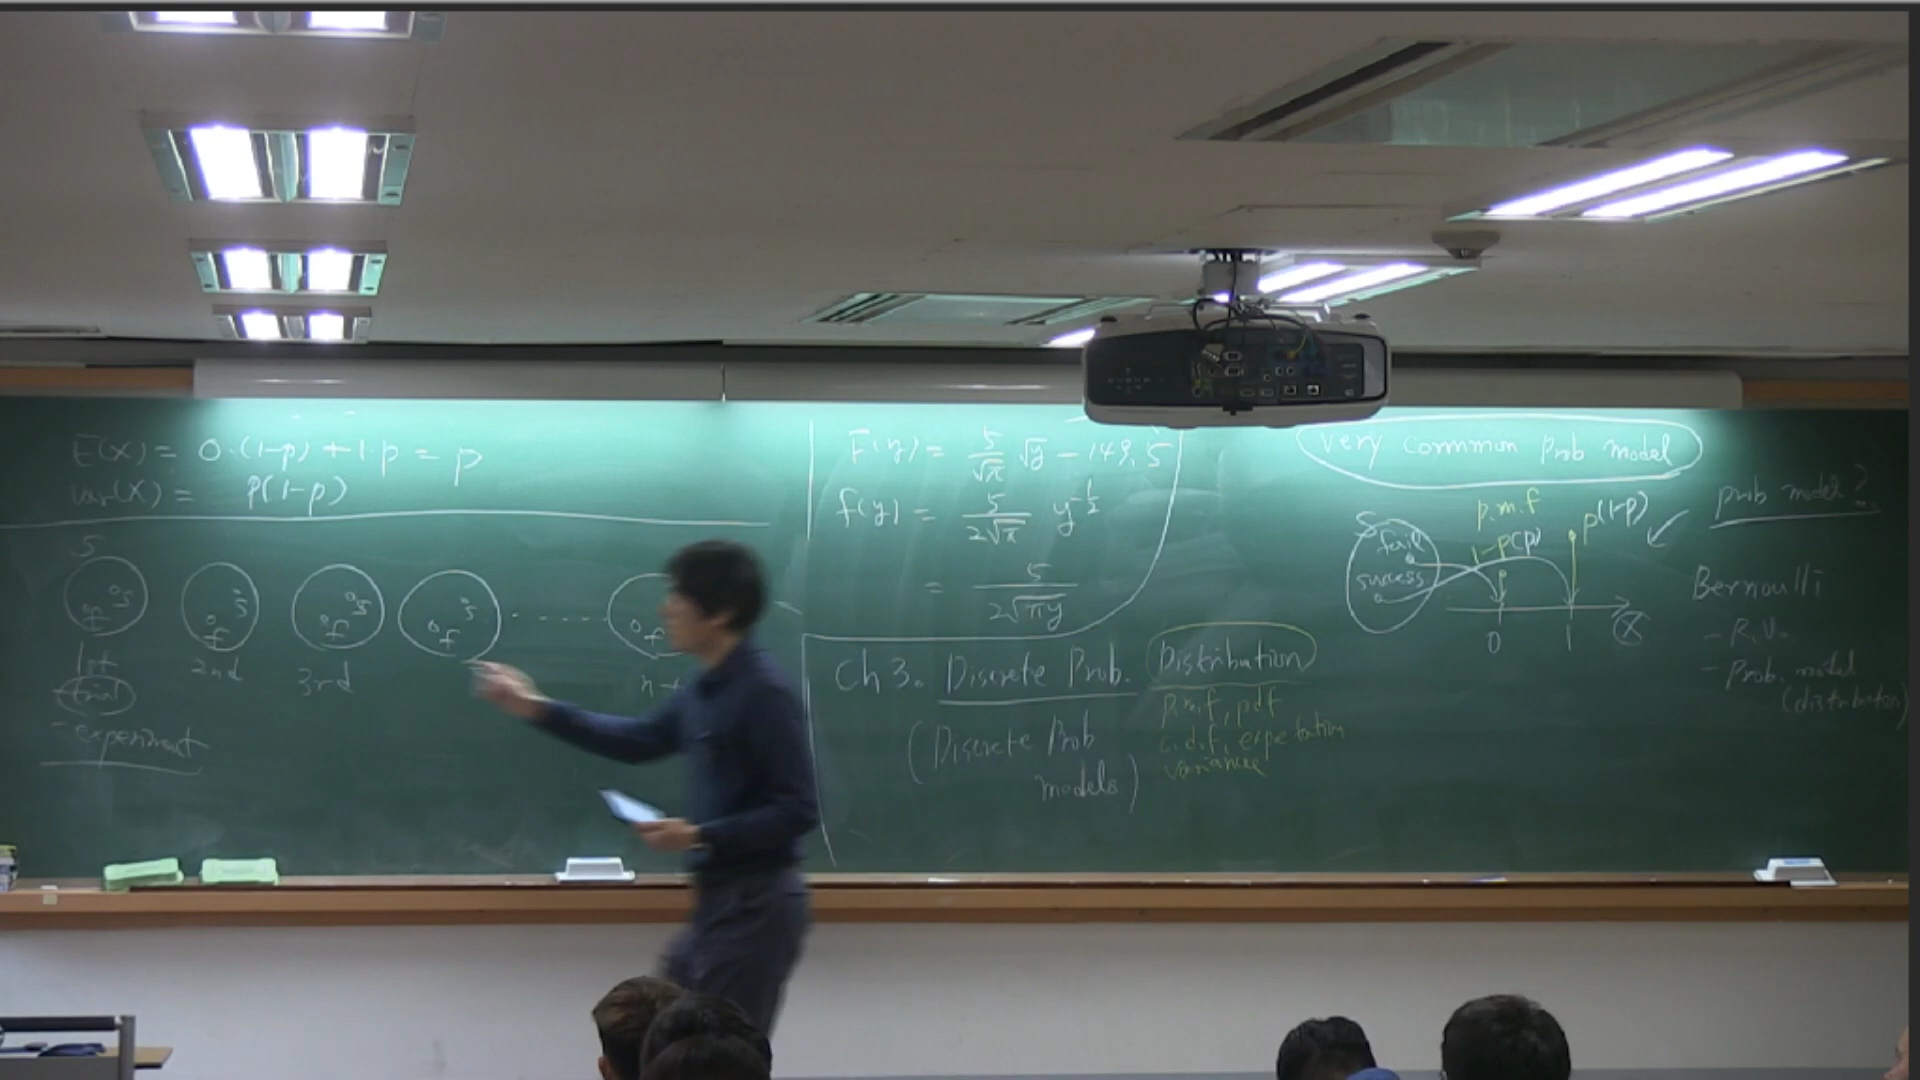 E(X) = 0·(1-p) + 1·p = p
var(X) = p(1-p)
S
f s
f s
f s
f s
......
f
1st
2nd
3rd
n-
trial
- experiment
F(y) = 5/√π √y - 149.5
f(y) = 5/2√π y^-1/2
= 5/2√πy
Ch 3. Discrete Prob. Distribution
(Discrete Prob models)
p.m.f, pdf
c.d.f, expectation
variance
very common prob model
prob model?
p.m.f
S
fail
success
1-p(p)
p(1-p)
0 1 X
Bernoulli
- R.V.
- Prob. model
(distribution)